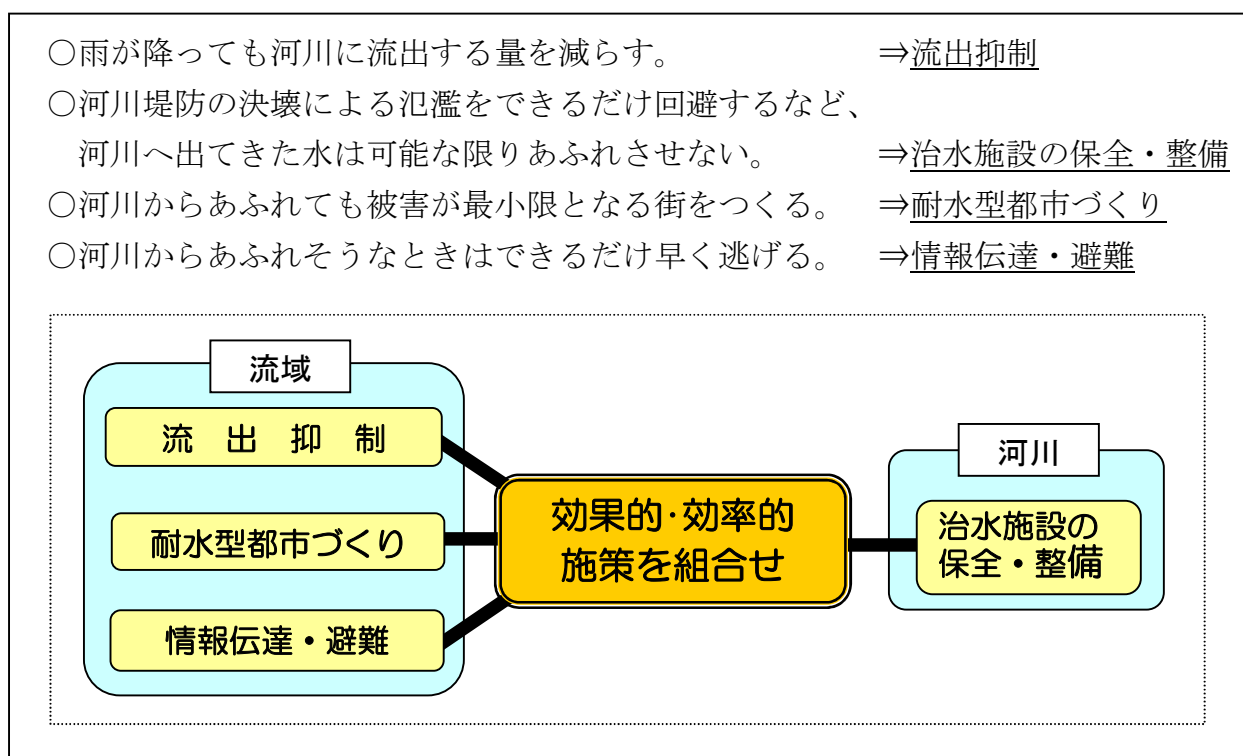 ○雨が降っても河川に流出する量を減らす。 ⇒流出抑制
○河川堤防の決壊による氾濫をできるだけ回避するなど、
河川へ出てきた水は可能な限りあふれさせない。 ⇒治水施設の保全・整備
○河川からあふれても被害が最小限となる街をつくる。 ⇒耐水型都市づくり
○河川からあふれそうなときはできるだけ早く逃げる。 ⇒情報伝達・避難
流域
流出抑制
耐水型都市づくり
情報伝達・避難
効果的・効率的
施策を組合せ
河川
治水施設の
保全・整備